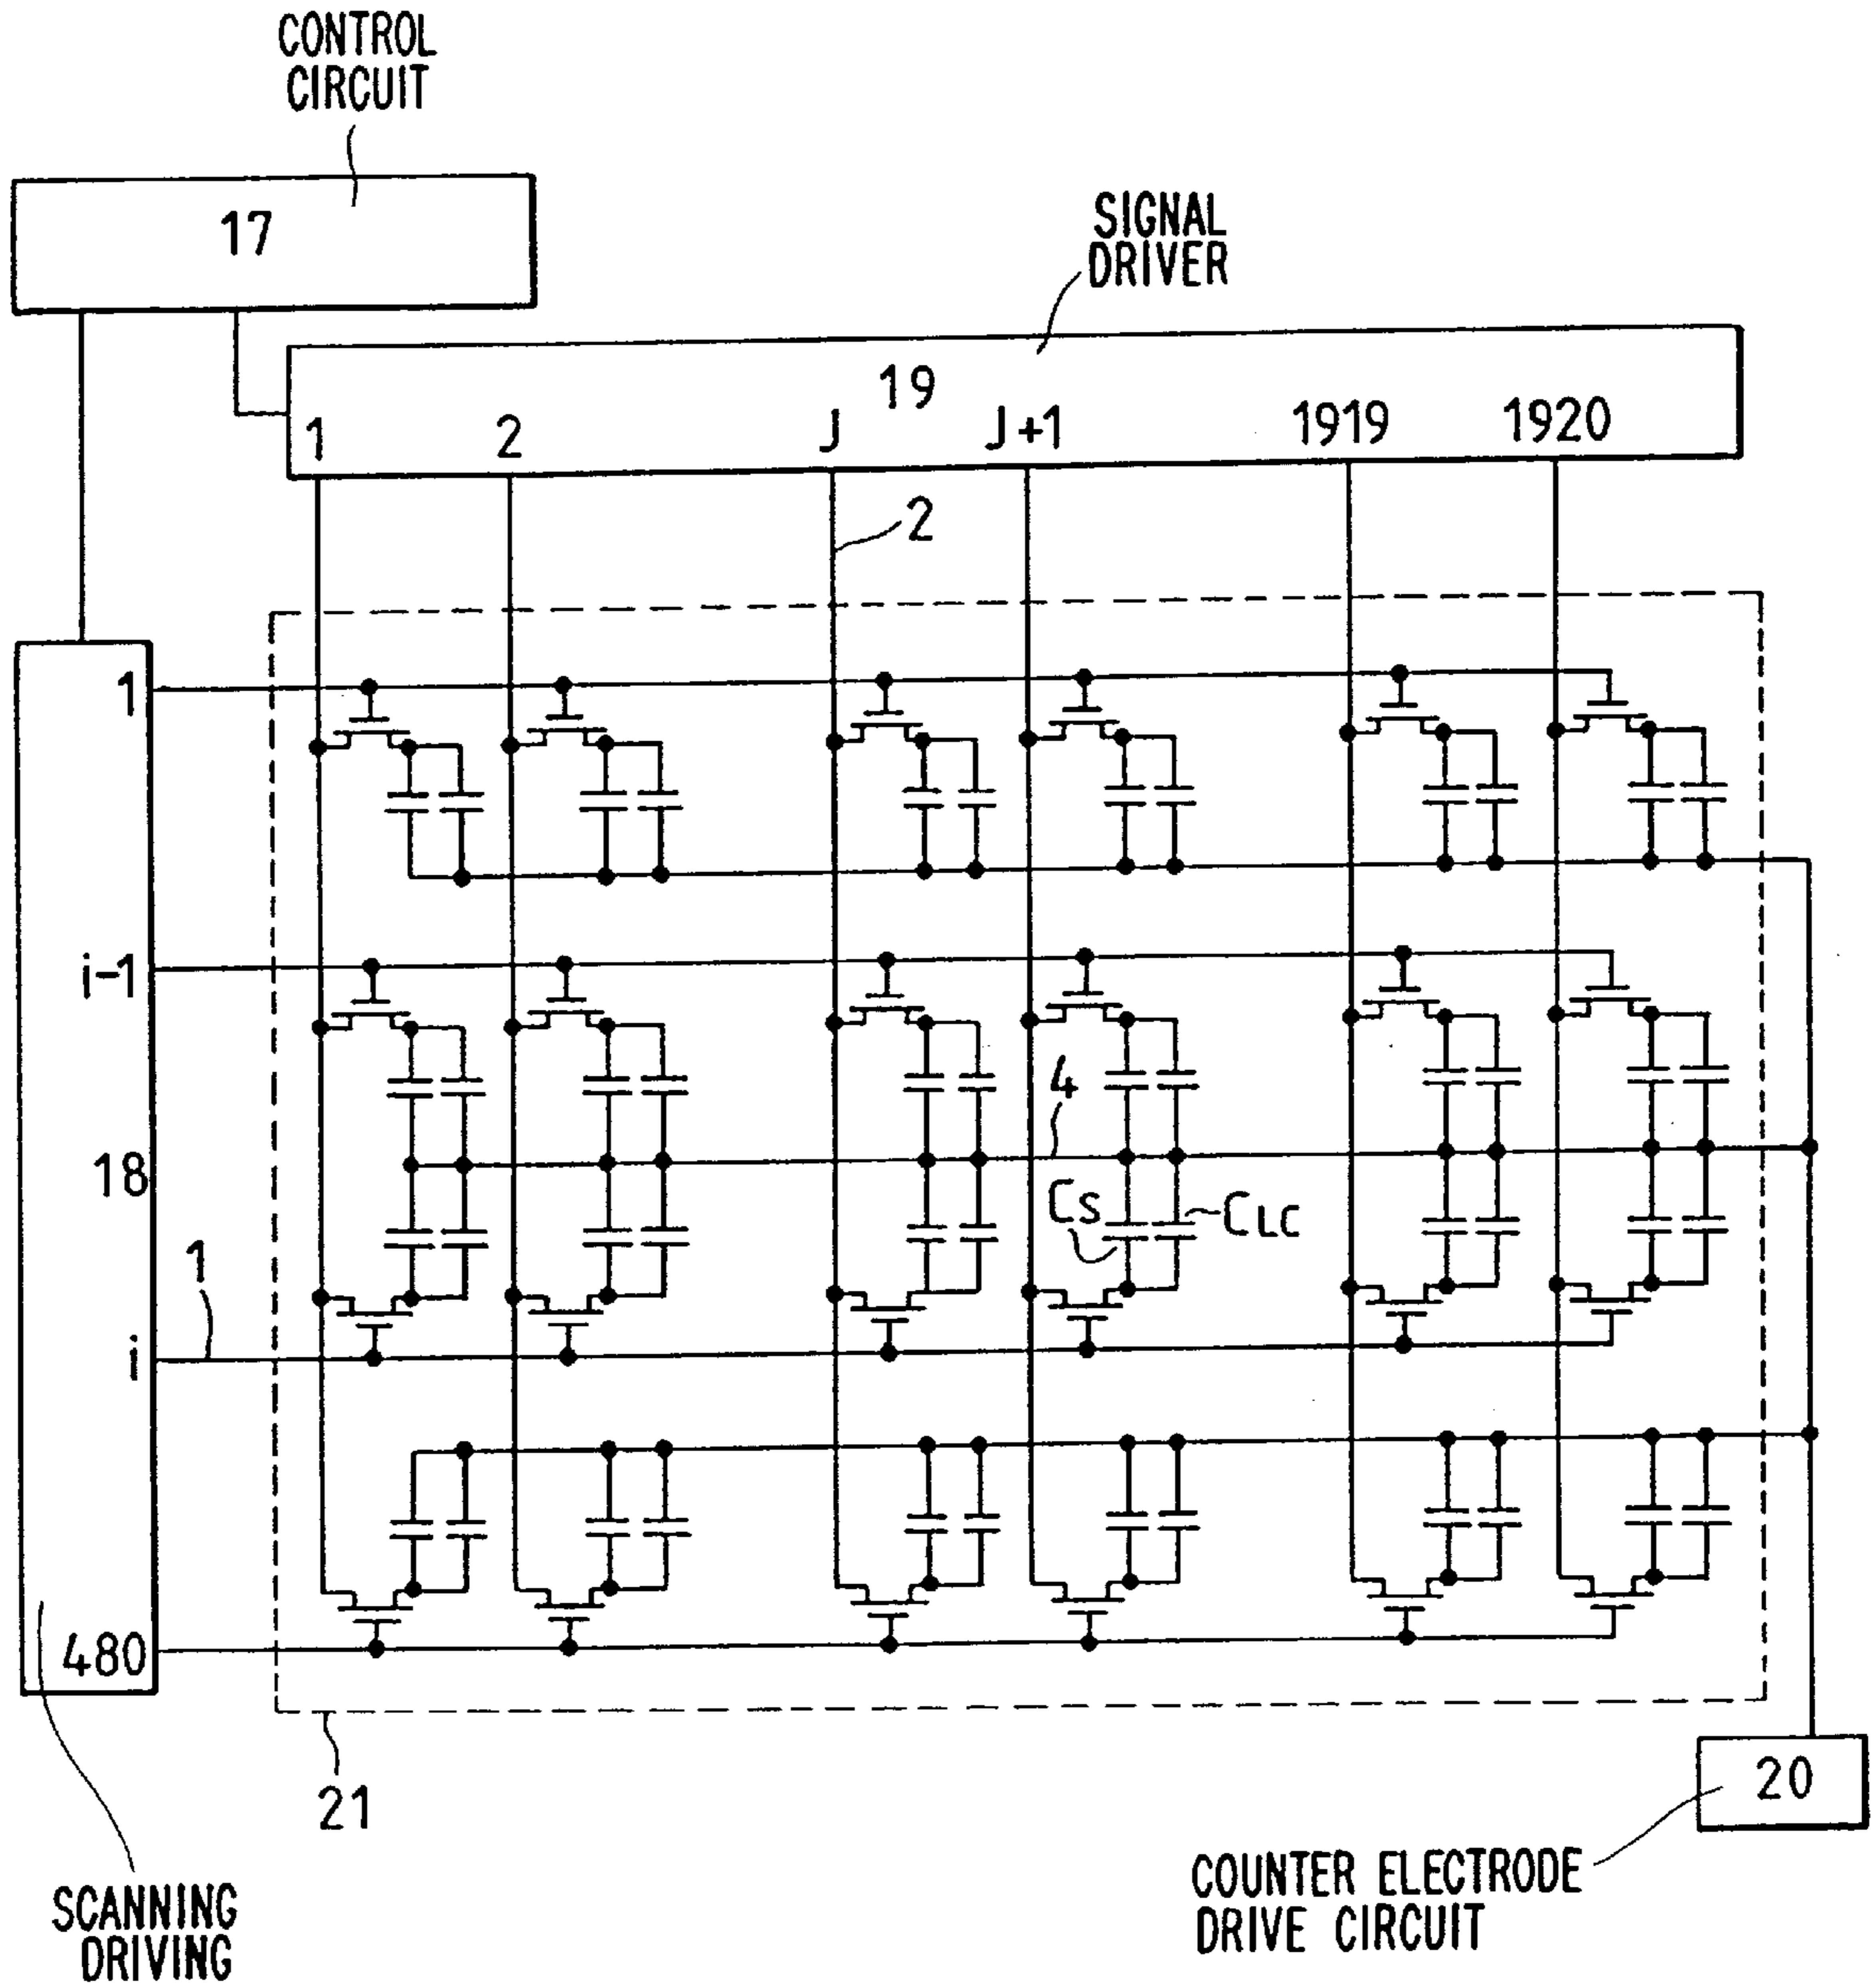 CONTROL
CIRCUIT
17
SIGNAL
DRIVER
19
1 2 J J+1 1919 1920
2
1
i-1
4
18
Cs CLC
1
i
480
21
20
SCANNING
DRIVING
COUNTER ELECTRODE
DRIVE CIRCUIT